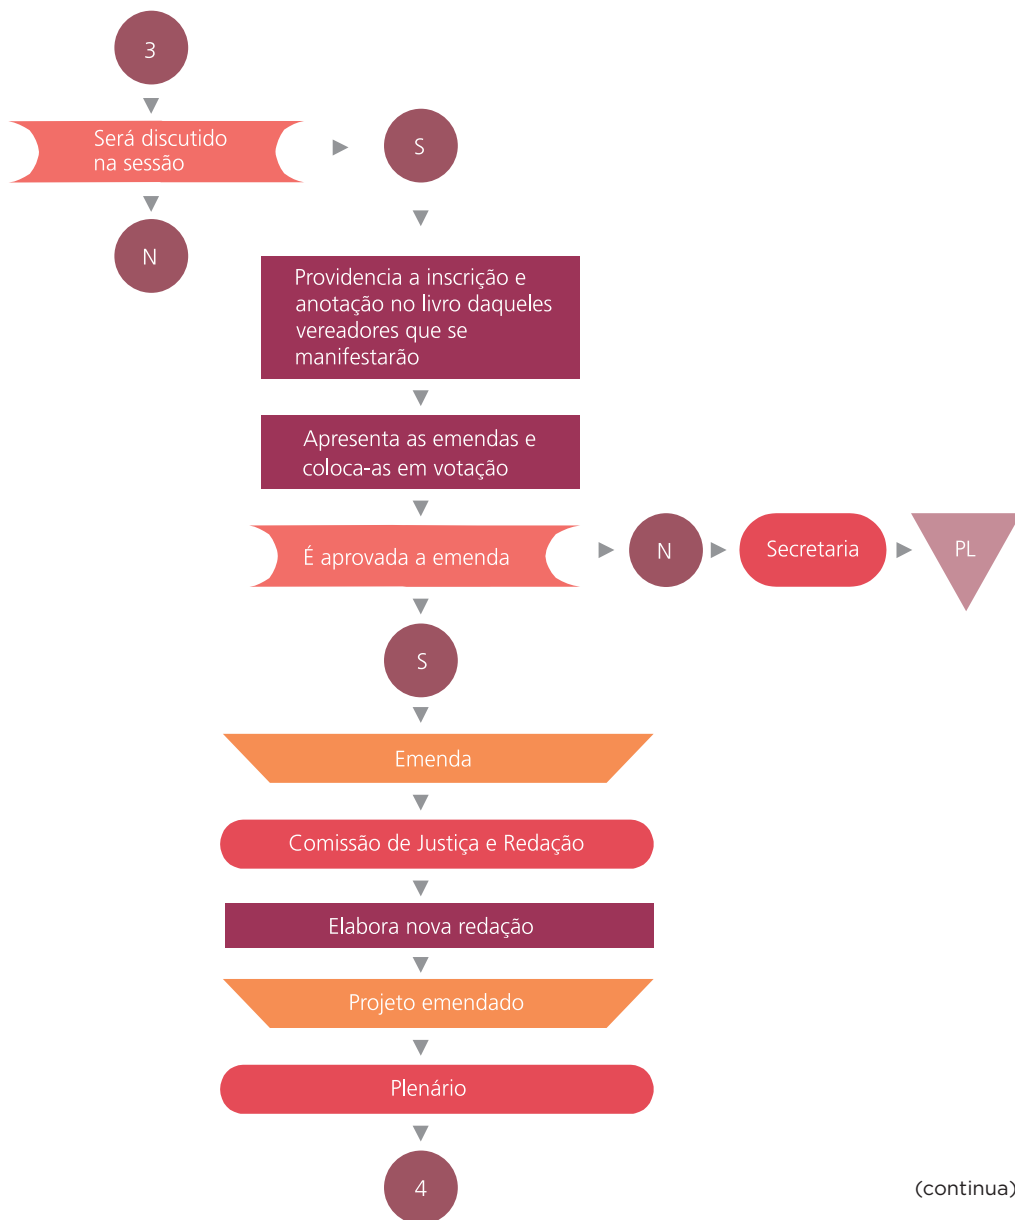 3
Será discutido
na sessão
S
N
Providencia a inscrição e
anotação no livro daqueles
vereadores que se
manifestarão
Apresenta as emendas e
coloca-as em votação
É aprovada a emenda
N
Secretaria
PL
S
Emenda
Comissão de Justiça e Redação
Elabora nova redação
Projeto emendado
Plenário
4
(continua)